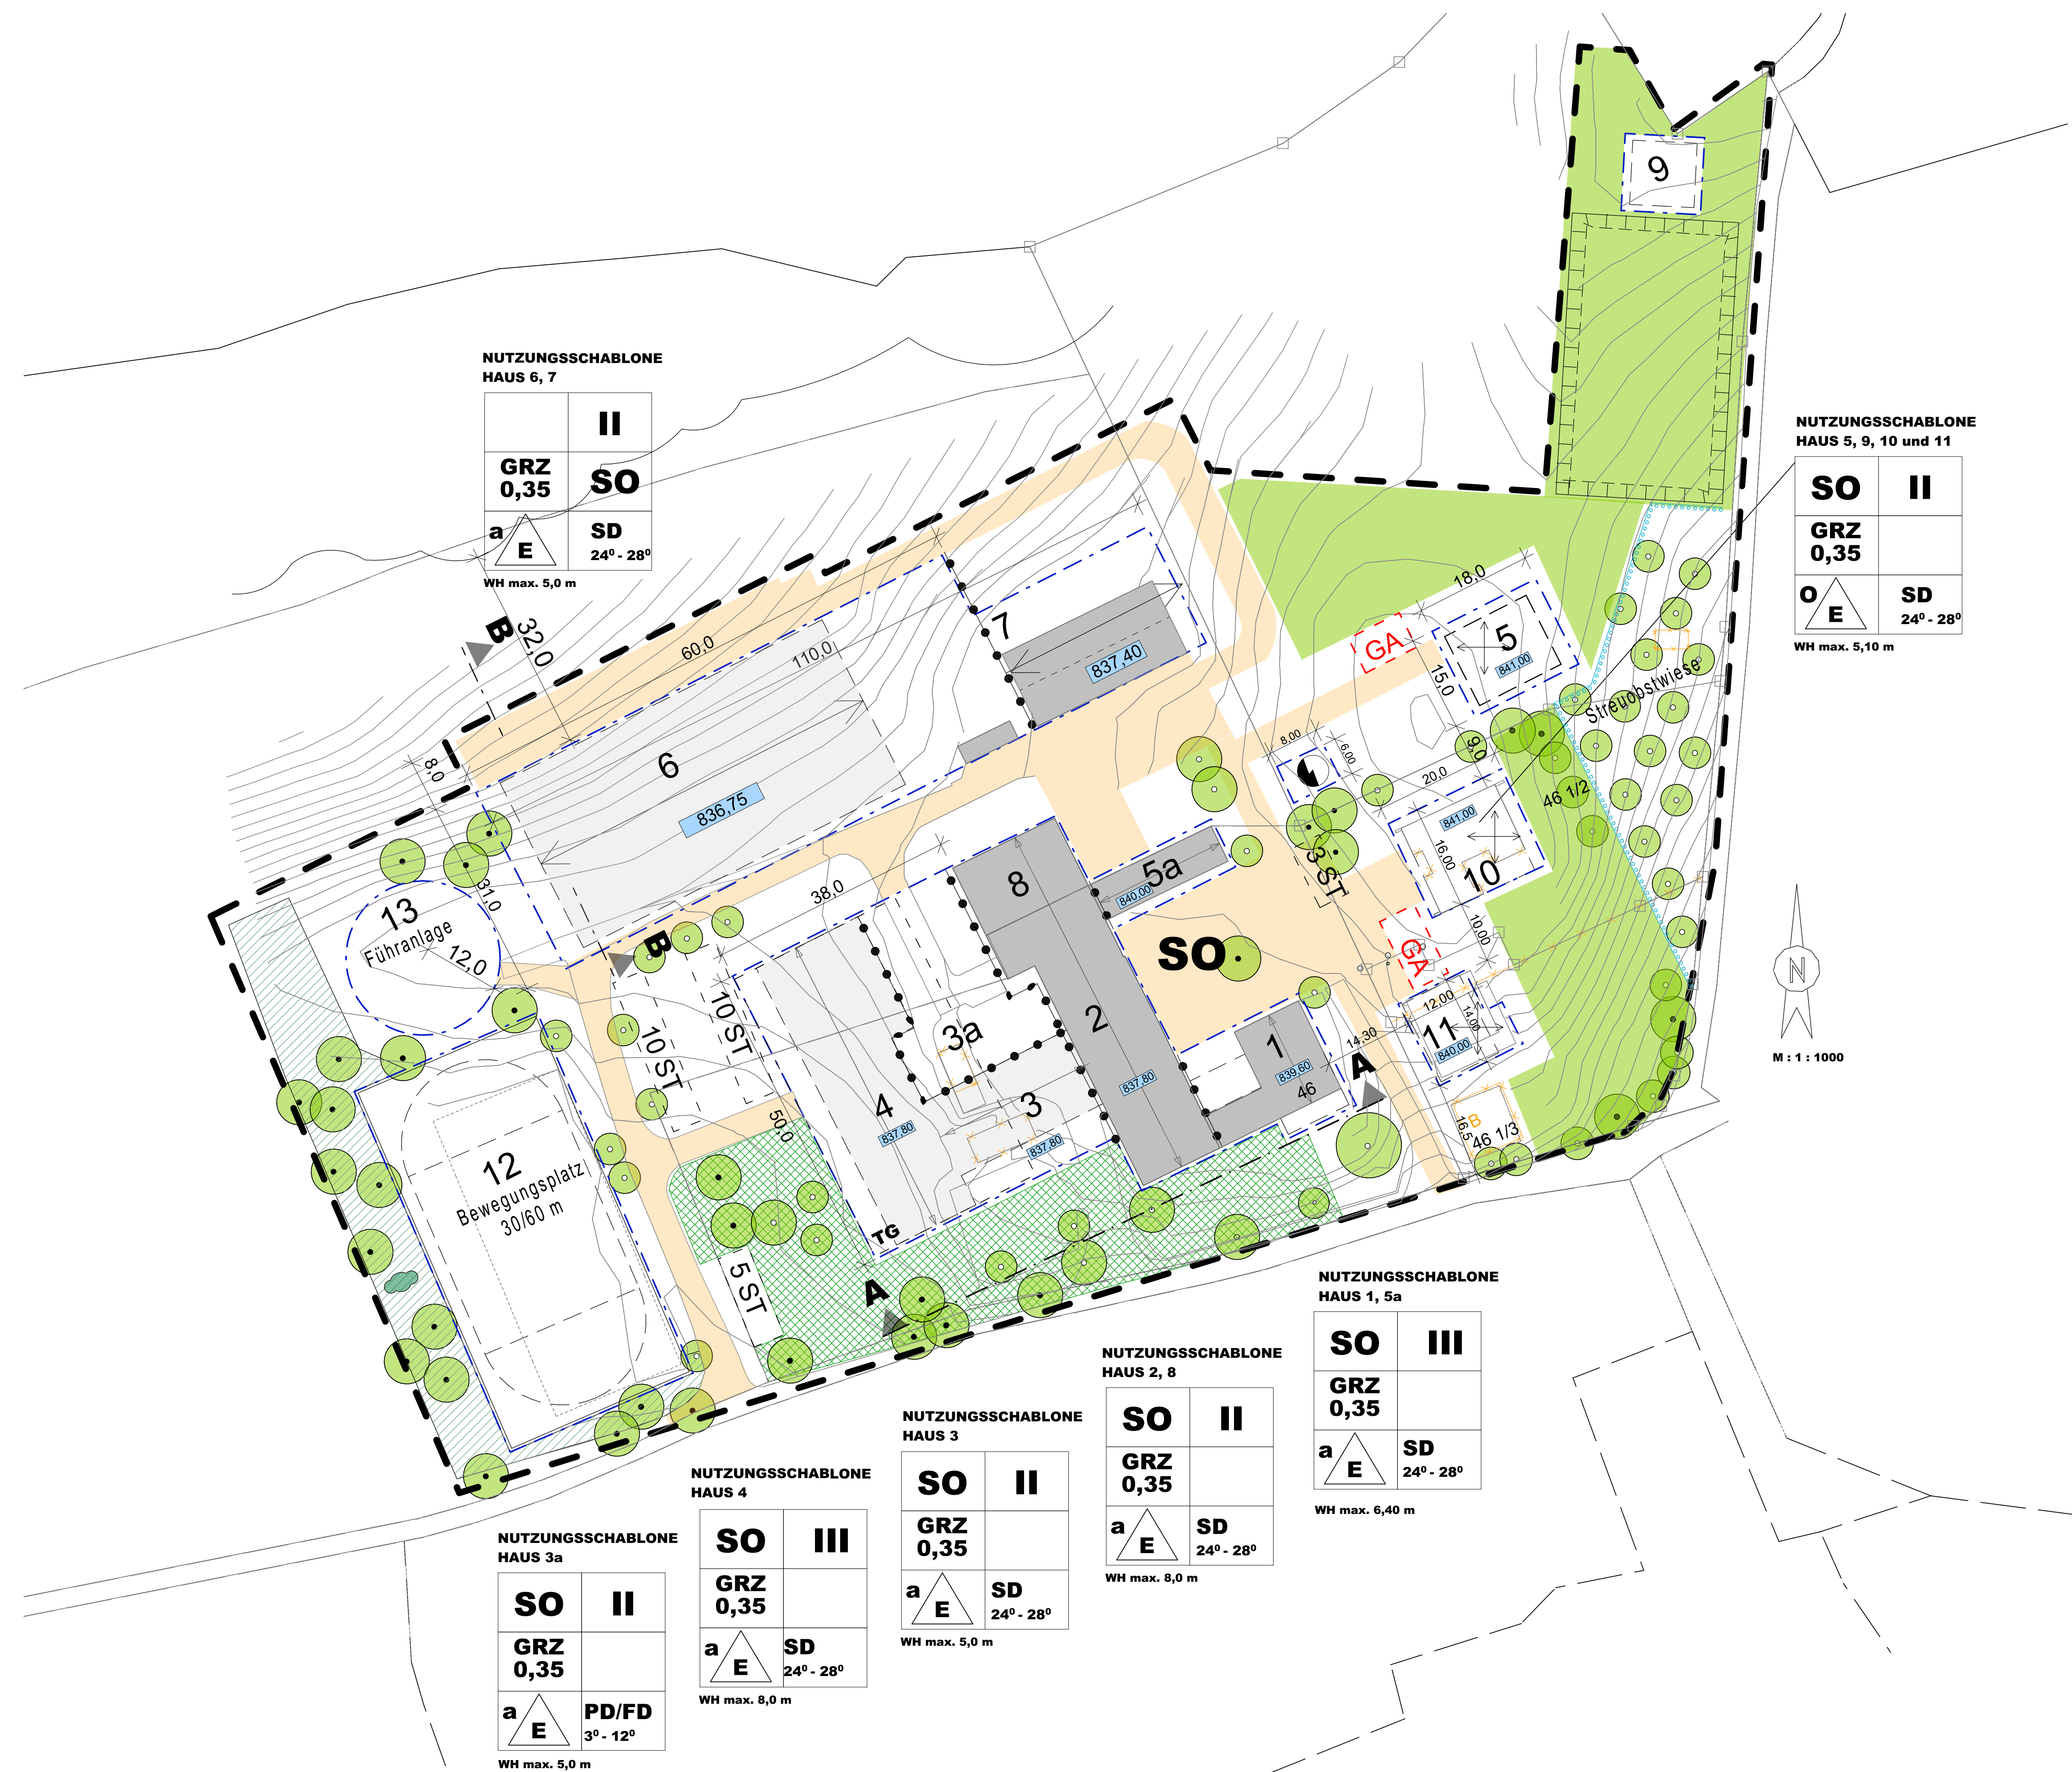 9
NUTZUNGSSCHABLONE
HAUS 6, 7
II
GRZ
0,35
SO
a
E
SD
24⁰ - 28⁰
WH max. 5,0 m
NUTZUNGSSCHABLONE
HAUS 5, 9, 10 und 11
SO
II
GRZ
0,35
O
E
SD
24⁰ - 28⁰
WH max. 5,10 m
B
32,0
60,0
110,0
7
837,40
GA
18,0
5
841,00
15,0
Streuobstwiese
8,0
6
836,75
8,00
6,00
9,0
20,0
46 1/2
3 ST
841,00
16,00
10
31,0
38,0
8
5a
840,00
13
Führanlage
12,0
B
SO
GA
10,00
N
M : 1 : 1000
10 ST
10 ST
3a
2
1
14,30
12,00
14,00
11
840,00
837,80
839,60
46
A
4
837,80
3
837,80
50,0
B
16,5
46 1/3
12
Bewegungsplatz
30/60 m
TG
5 ST
A
NUTZUNGSSCHABLONE
HAUS 1, 5a
SO
III
GRZ
0,35
a
E
SD
24⁰ - 28⁰
WH max. 6,40 m
NUTZUNGSSCHABLONE
HAUS 2, 8
SO
II
GRZ
0,35
a
E
SD
24⁰ - 28⁰
WH max. 8,0 m
NUTZUNGSSCHABLONE
HAUS 3
SO
II
GRZ
0,35
a
E
SD
24⁰ - 28⁰
WH max. 5,0 m
NUTZUNGSSCHABLONE
HAUS 4
SO
III
GRZ
0,35
a
E
SD
24⁰ - 28⁰
WH max. 8,0 m
NUTZUNGSSCHABLONE
HAUS 3a
SO
II
GRZ
0,35
a
E
PD/FD
3⁰ - 12⁰
WH max. 5,0 m